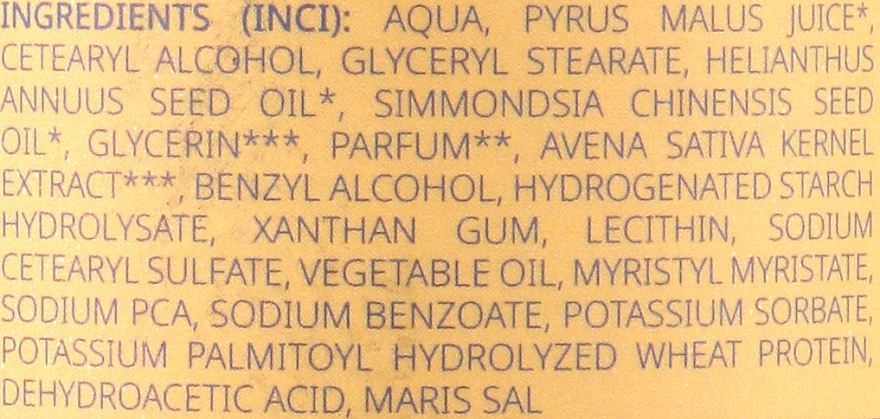 INGREDIENTS (INCI): AQUA, PYRUS MALUS JUICE*,
CETEARYL ALCOHOL, GLYCERYL STEARATE, HELIANTHUS
ANNUUS SEED OIL*, SIMMONDSIA CHINENSIS SEED
OIL*, GLYCERIN***, PARFUM**, AVENA SATIVA KERNEL
EXTRACT***, BENZYL ALCOHOL, HYDROGENATED STARCH
HYDROLYSATE, XANTHAN GUM, LECITHIN, SODIUM
CETEARYL SULFATE, VEGETABLE OIL, MYRISTYL MYRISTATE,
SODIUM PCA, SODIUM BENZOATE, POTASSIUM SORBATE,
POTASSIUM PALMITOYL HYDROLYZED WHEAT PROTEIN,
DEHYDROACETIC ACID, MARIS SAL